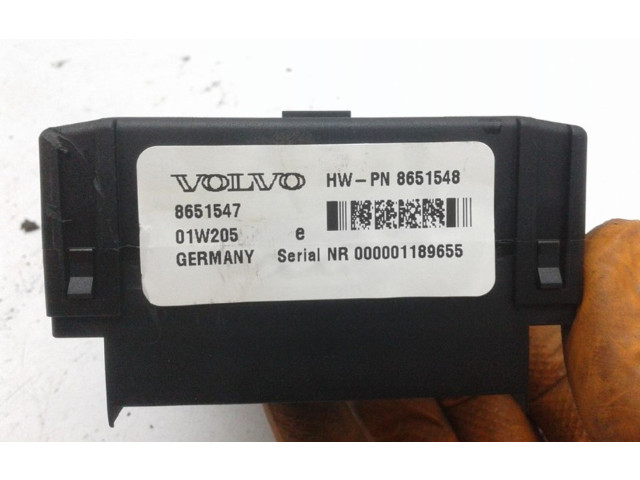 VOLVO HW-PN 8651548
8651547
01W205 e
GERMANY Serial NR 000001189655